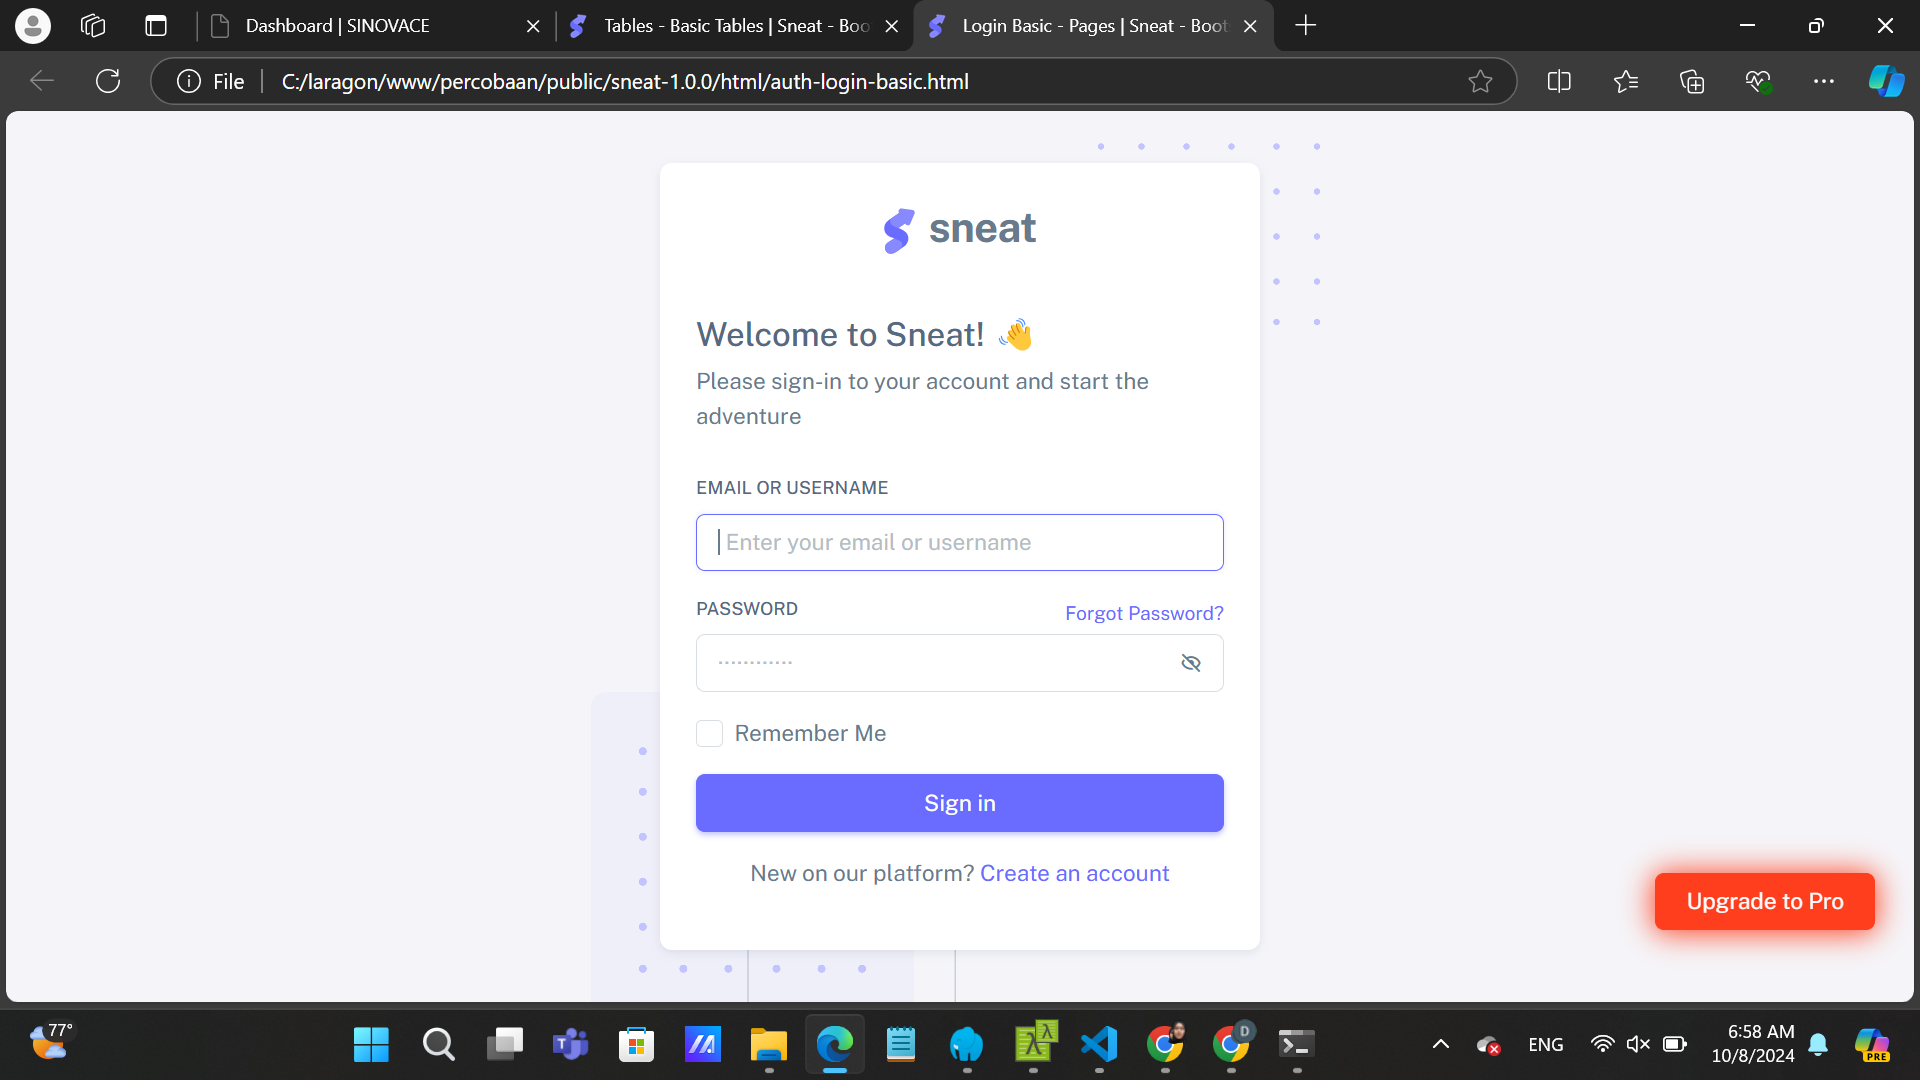 Dashboard | SINOVACE
Tables - Basic Tables | Sneat - Boo
Login Basic - Pages | Sneat - Boot
File
C:/laragon/www/percobaan/public/sneat-1.0.0/html/auth-login-basic.html
sneat
Welcome to Sneat! 👋
Please sign-in to your account and start the
adventure
EMAIL OR USERNAME
Enter your email or username
PASSWORD
Forgot Password?
············
Remember Me
Sign in
New on our platform? Create an account
Upgrade to Pro
77°
D
ENG
6:58 AM
10/8/2024
PRE